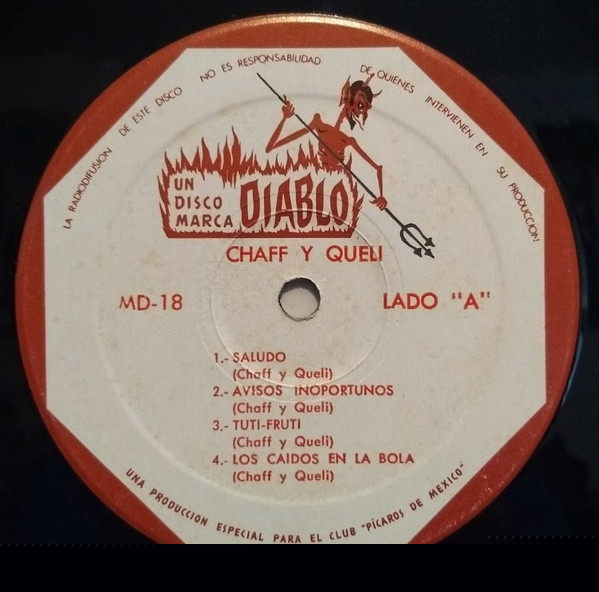 LA RADIODIFUSION DE ESTE DISCO NO ES RESPONSABILIDAD DE QUIENES INTERVIENEN EN SU PRODUCCION
UN
DISCO
MARCA DIABLO
CHAFF Y QUELI
MD-18 LADO "A"
1.- SALUDO
(Chaff y Queli)
2.- AVISOS INOPORTUNOS
(Chaff y Queli)
3.- TUTI-FRUTI
(Chaff y Queli)
4.- LOS CAIDOS EN LA BOLA
(Chaff y Queli)
UNA PRODUCCION ESPECIAL PARA EL CLUB "PÍCAROS DE MEXICO"